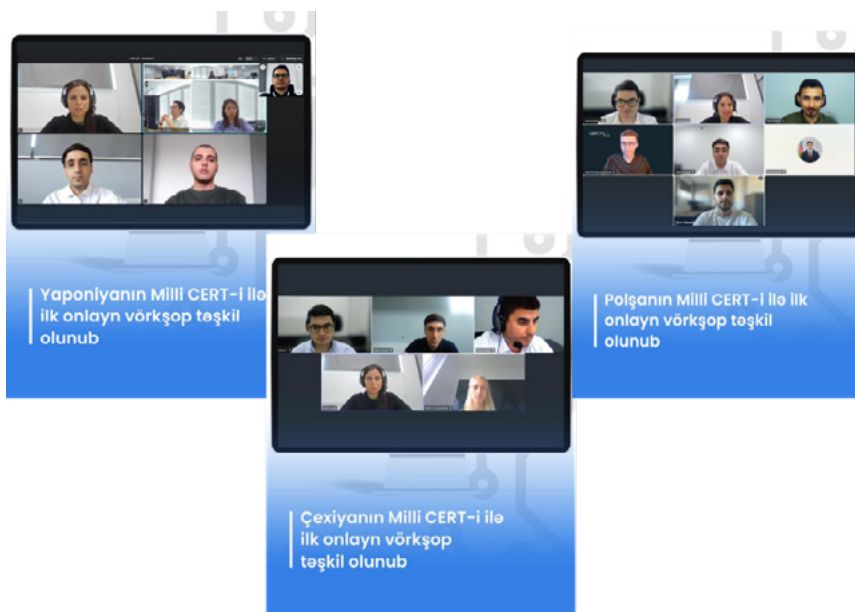 Yaponiyanın Milli CERT-i ilə
ilk onlayn vörkşop təşkil
olunub
Çexiyanın Milli CERT-i ilə
ilk onlayn vörkşop
təşkil olunub
Polşanın Milli CERT-i ilə ilk
onlayn vörkşop təşkil
olunub